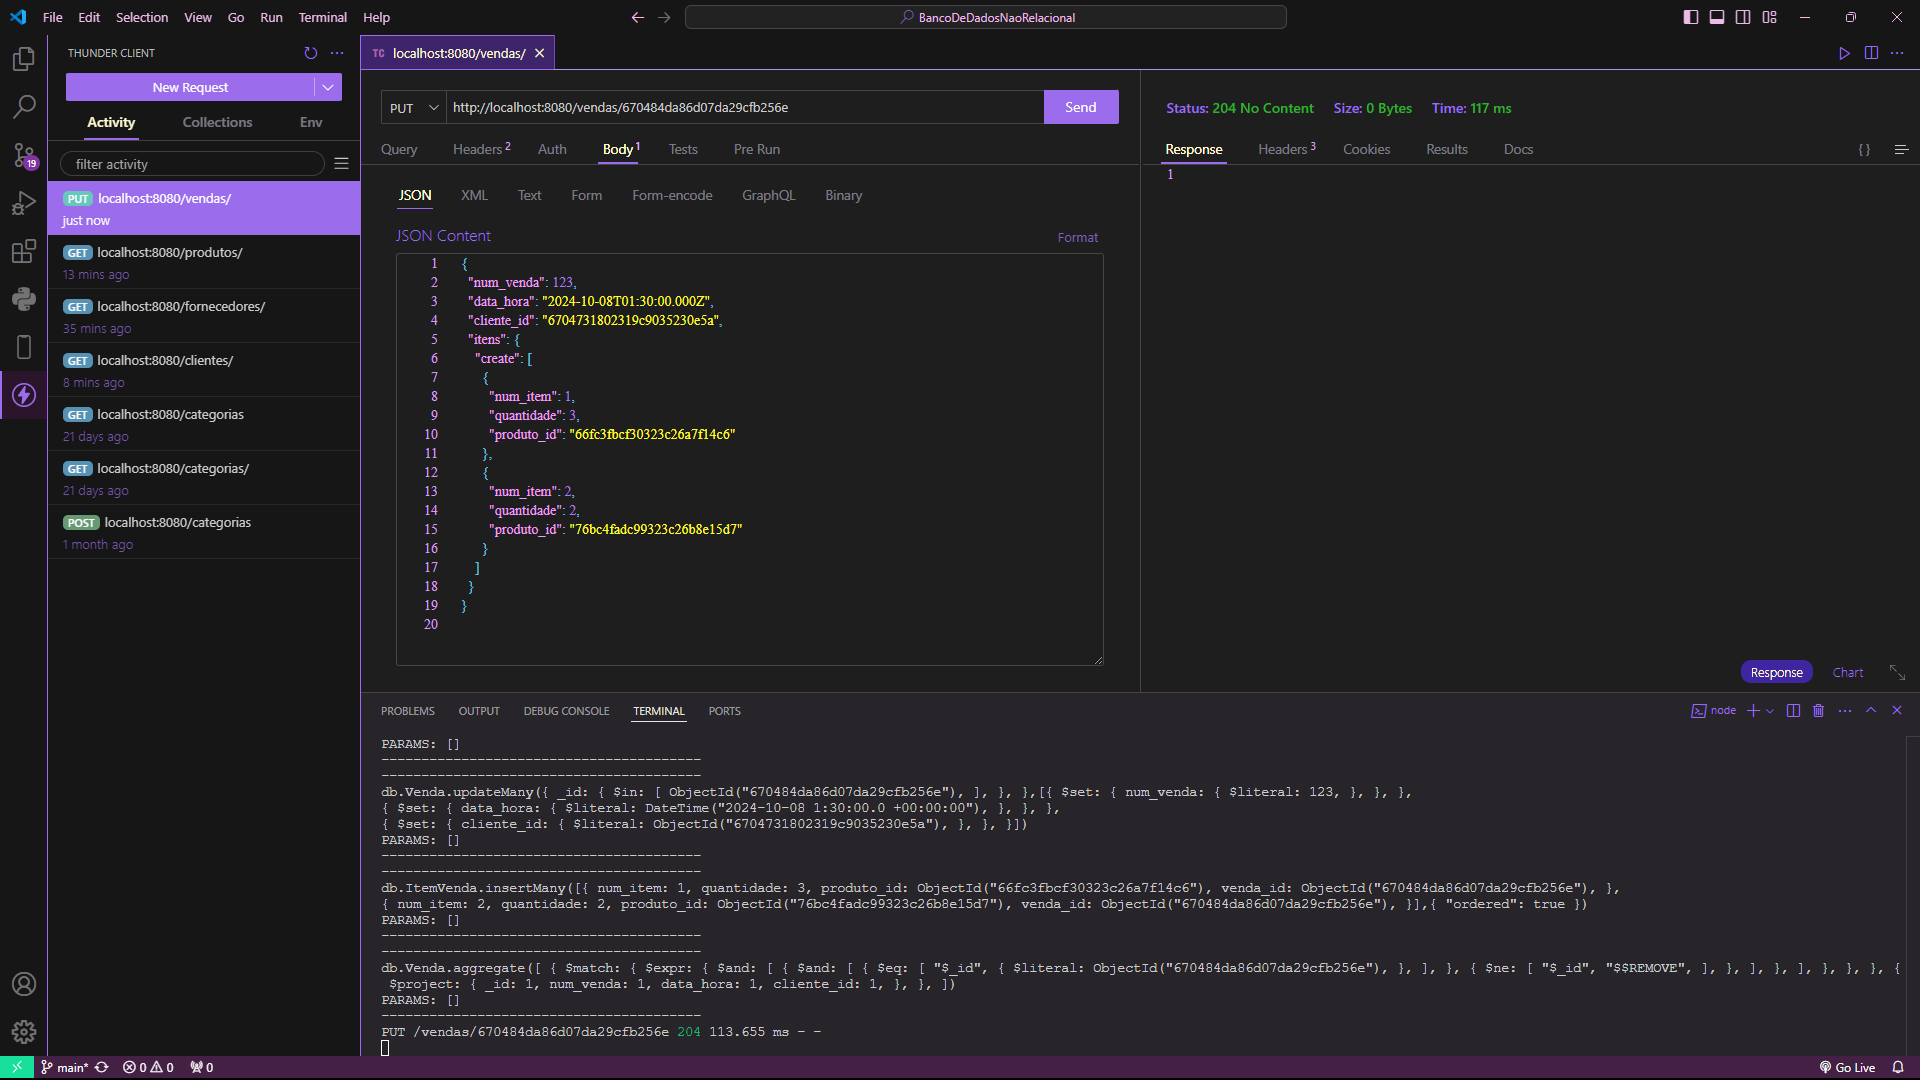 File Edit Selection View Go Run Terminal Help
BancoDeDadosNaoRelacional
THUNDER CLIENT
New Request
Activity Collections Env
filter activity
PUT localhost:8080/vendas/
just now
GET localhost:8080/produtos/
13 mins ago
GET localhost:8080/fornecedores/
35 mins ago
GET localhost:8080/clientes/
8 mins ago
GET localhost:8080/categorias
21 days ago
GET localhost:8080/categorias/
21 days ago
POST localhost:8080/categorias
1 month ago
19
TC localhost:8080/vendas/
PUT http://localhost:8080/vendas/670484da86d07da29cfb256e Send
Query Headers 2 Auth Body 1 Tests Pre Run
JSON XML Text Form Form-encode GraphQL Binary
JSON Content Format
1 {
2 "num_venda": 123,
3 "data_hora": "2024-10-08T01:30:00.000Z",
4 "cliente_id": "6704731802319c9035230e5a",
5 "itens": {
6 "create": [
7 {
8 "num_item": 1,
9 "quantidade": 3,
10 "produto_id": "66fc3fbcf30323c26a7f14c6"
11 },
12 {
13 "num_item": 2,
14 "quantidade": 2,
15 "produto_id": "76bc4fadc99323c26b8e15d7"
16 }
17 ]
18 }
19 }
20
Status: 204 No Content Size: 0 Bytes Time: 117 ms
Response Headers 3 Cookies Results Docs { }
1
Response Chart
PROBLEMS OUTPUT DEBUG CONSOLE TERMINAL PORTS
node
PARAMS: []
----------------------------------------
----------------------------------------
db.Venda.updateMany({ _id: { $in: [ ObjectId("670484da86d07da29cfb256e"), ], }, },[{ $set: { num_venda: { $literal: 123, }, }, },
{ $set: { data_hora: { $literal: DateTime("2024-10-08 1:30:00.0 +00:00:00"), }, }, },
{ $set: { cliente_id: { $literal: ObjectId("6704731802319c9035230e5a"), }, }, }])
PARAMS: []
----------------------------------------
----------------------------------------
db.ItemVenda.insertMany([{ num_item: 1, quantidade: 3, produto_id: ObjectId("66fc3fbcf30323c26a7f14c6"), venda_id: ObjectId("670484da86d07da29cfb256e"), },
{ num_item: 2, quantidade: 2, produto_id: ObjectId("76bc4fadc99323c26b8e15d7"), venda_id: ObjectId("670484da86d07da29cfb256e"), }],{ "ordered": true })
PARAMS: []
----------------------------------------
----------------------------------------
db.Venda.aggregate([ { $match: { $expr: { $and: [ { $and: [ { $eq: [ "$_id", { $literal: ObjectId("670484da86d07da29cfb256e"), }, ], }, { $ne: [ "$_id", "$$REMOVE", ], }, ], }, ], }, }, }, {
$project: { _id: 1, num_venda: 1, data_hora: 1, cliente_id: 1, }, }, ])
PARAMS: []
----------------------------------------
PUT /vendas/670484da86d07da29cfb256e 204 113.655 ms - -
main* 0 0 0 Go Live